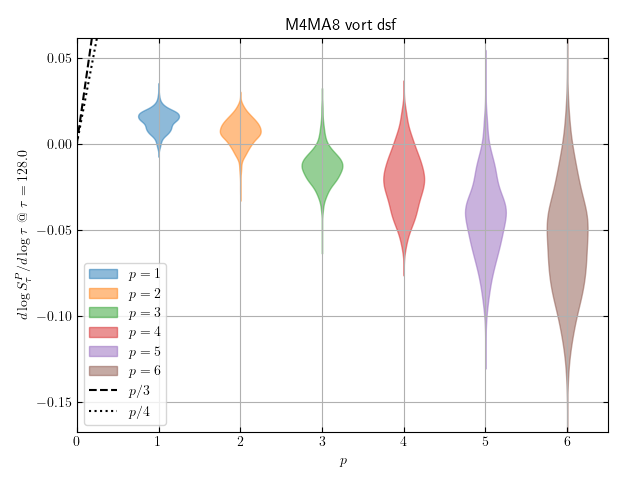 M4MA8 vort dsf
d log S_τ^P / d log τ @ τ = 128.0
0.05
0.00
−0.05
−0.10
−0.15
p = 1
p = 2
p = 3
p = 4
p = 5
p = 6
p/3
p/4
0 1 2 3 4 5 6
p